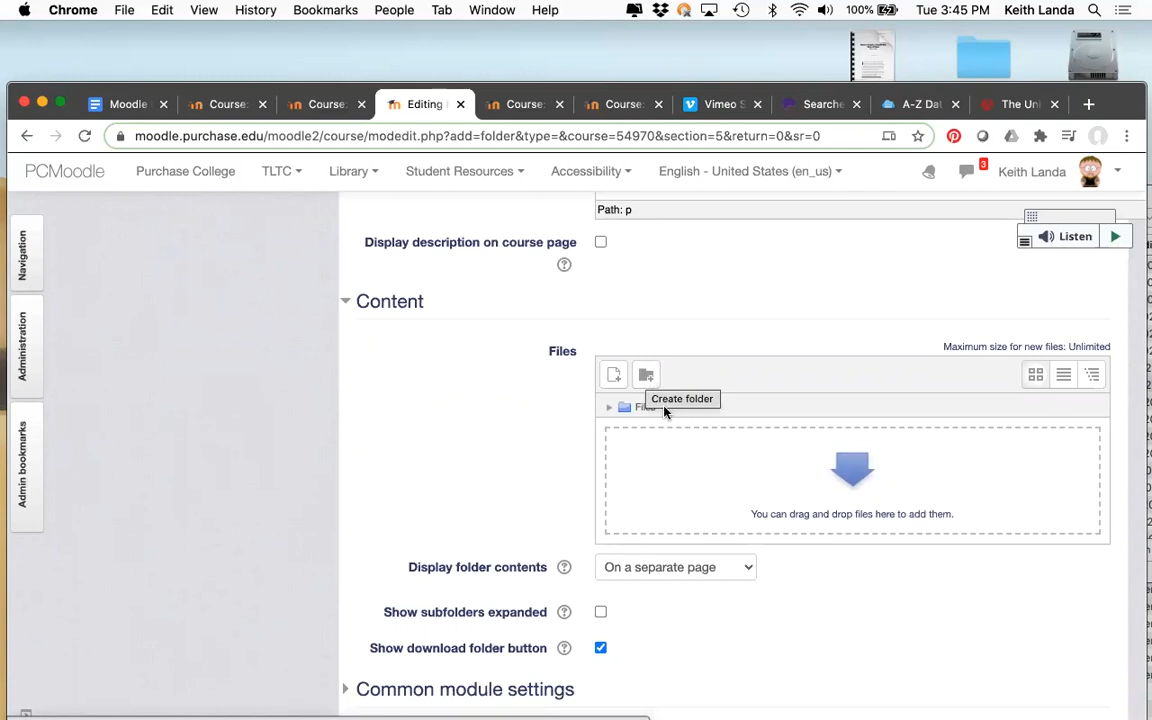 Chrome File Edit View History Bookmarks People Tab Window Help 100% Tue 3:45 PM Keith Landa
Moodle Course: Course: Editing Course: Course: Vimeo S Searche A-Z Dat The Uni
moodle.purchase.edu/moodle2/course/modedit.php?add=folder&type=&course=54970&section=5&return=0&sr=0
PCMoodle Purchase College TLTC Library Student Resources Accessibility English - United States (en_us) 3 Keith Landa
Path: p
Navigation
Display description on course page
Listen
Content
Administration
Files
Maximum size for new files: Unlimited
Create folder
Admin bookmarks
You can drag and drop files here to add them.
Display folder contents On a separate page
Show subfolders expanded
Show download folder button
Common module settings